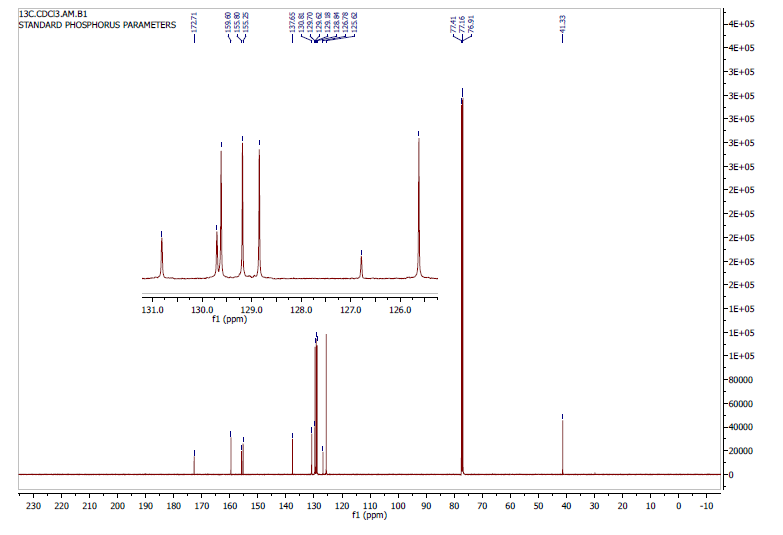 13C.CDCl3.AM.B1
STANDARD PHOSPHORUS PARAMETERS
172.71
159.60
155.80
155.25
137.65
130.81
129.70
129.62
129.18
128.84
126.78
125.62
77.41
77.16
76.91
41.33
4E+05
4E+05
3E+05
3E+05
3E+05
3E+05
3E+05
2E+05
2E+05
2E+05
2E+05
2E+05
1E+05
1E+05
1E+05
80000
60000
40000
20000
0
131.0 130.0 129.0 128.0 127.0 126.0
f1 (ppm)
230 220 210 200 190 180 170 160 150 140 130 120 110 100 90 80 70 60 50 40 30 20 10 0 -10
f1 (ppm)